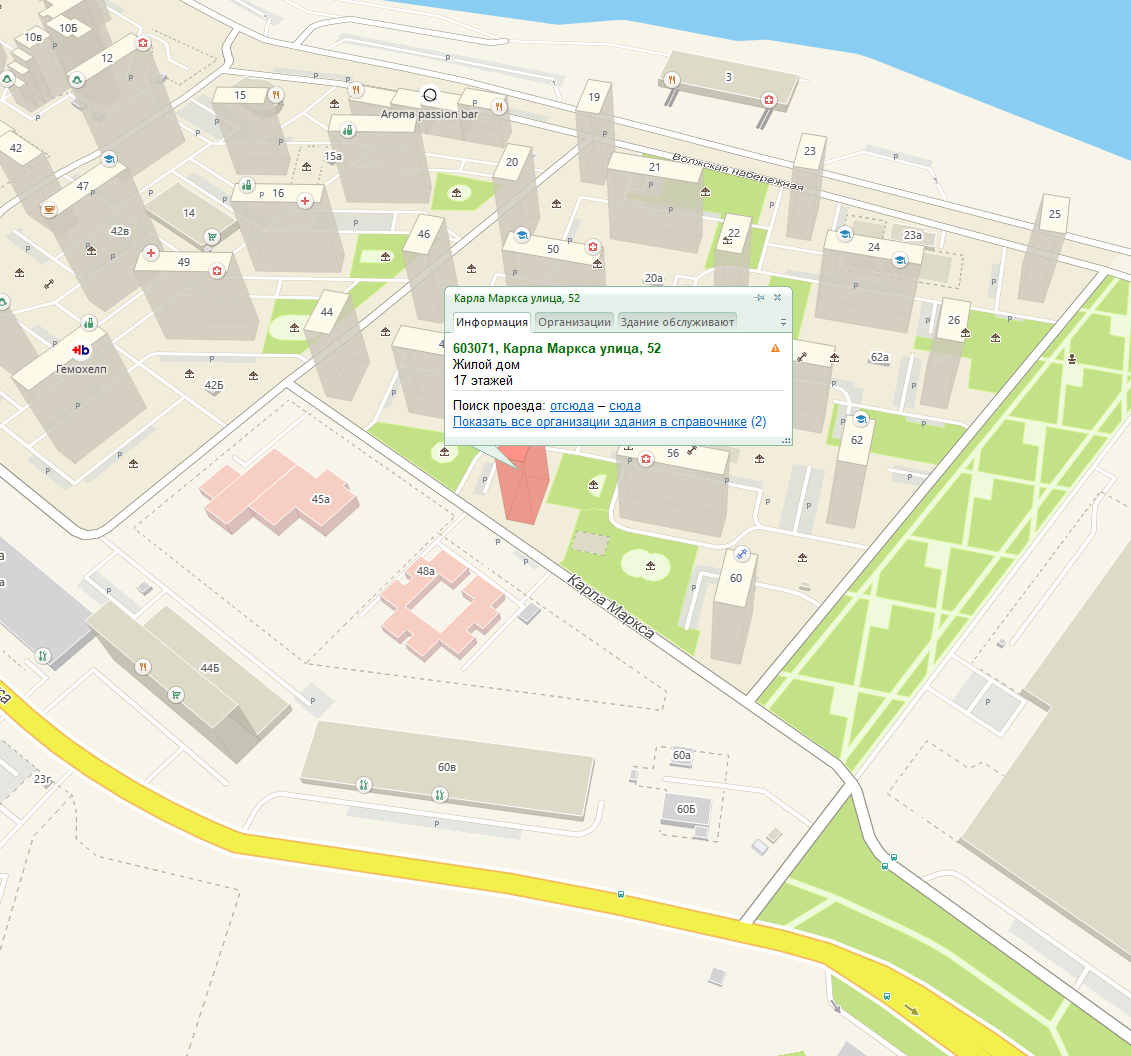 10в
10Б
P
12
P
P
3
15
P
P
19
Aroma passion bar
P
P
P
42
15а
20
21
Волжская набережная
23
P
47
P
P
16
P
14
42в
46
P
P
P
22
25
P
50
24
23а
49
P
20а
P
P
44
26
P
Карла Маркса улица, 52
Информация
Организации
Здание обслуживают
603071, Карла Маркса улица, 52
Жилой дом
17 этажей
Поиск проезда: отсюда – сюда
Показать все организации здания в справочнике (2)
Гемохелп
P
42Б
62а
P
62
P
56
P
P
P
45а
P
P
48а
60
P
P
Карла Маркса
44Б
P
P
60в
60а
60Б
P
23г